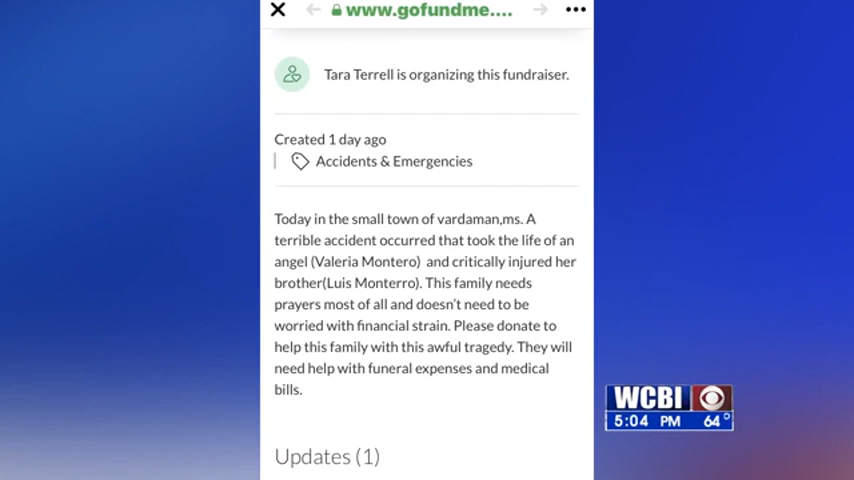 www.gofundme....
Tara Terrell is organizing this fundraiser.
Created 1 day ago
Accidents & Emergencies
Today in the small town of vardaman,ms. A
terrible accident occurred that took the life of an
angel (Valeria Montero) and critically injured her
brother(Luis Monterro). This family needs
prayers most of all and doesn't need to be
worried with financial strain. Please donate to
help this family with this awful tragedy. They will
need help with funeral expenses and medical
bills.
Updates (1)
WCBI
5:04 PM 64°